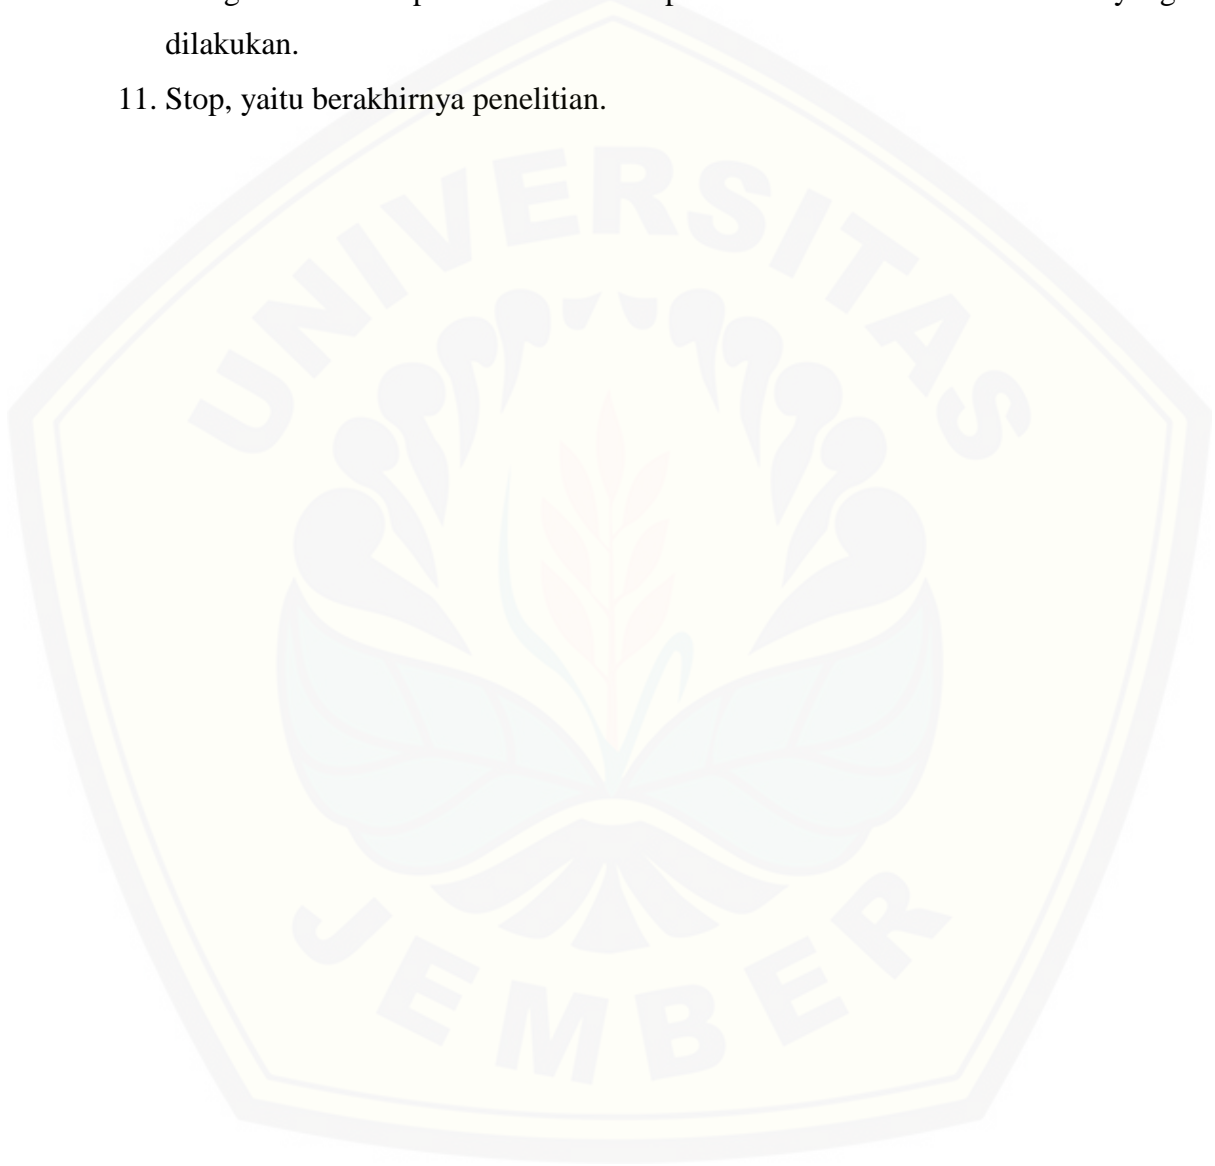 dilakukan.
11. Stop, yaitu berakhirnya penelitian.
UNIVERSITAS
JEMBER